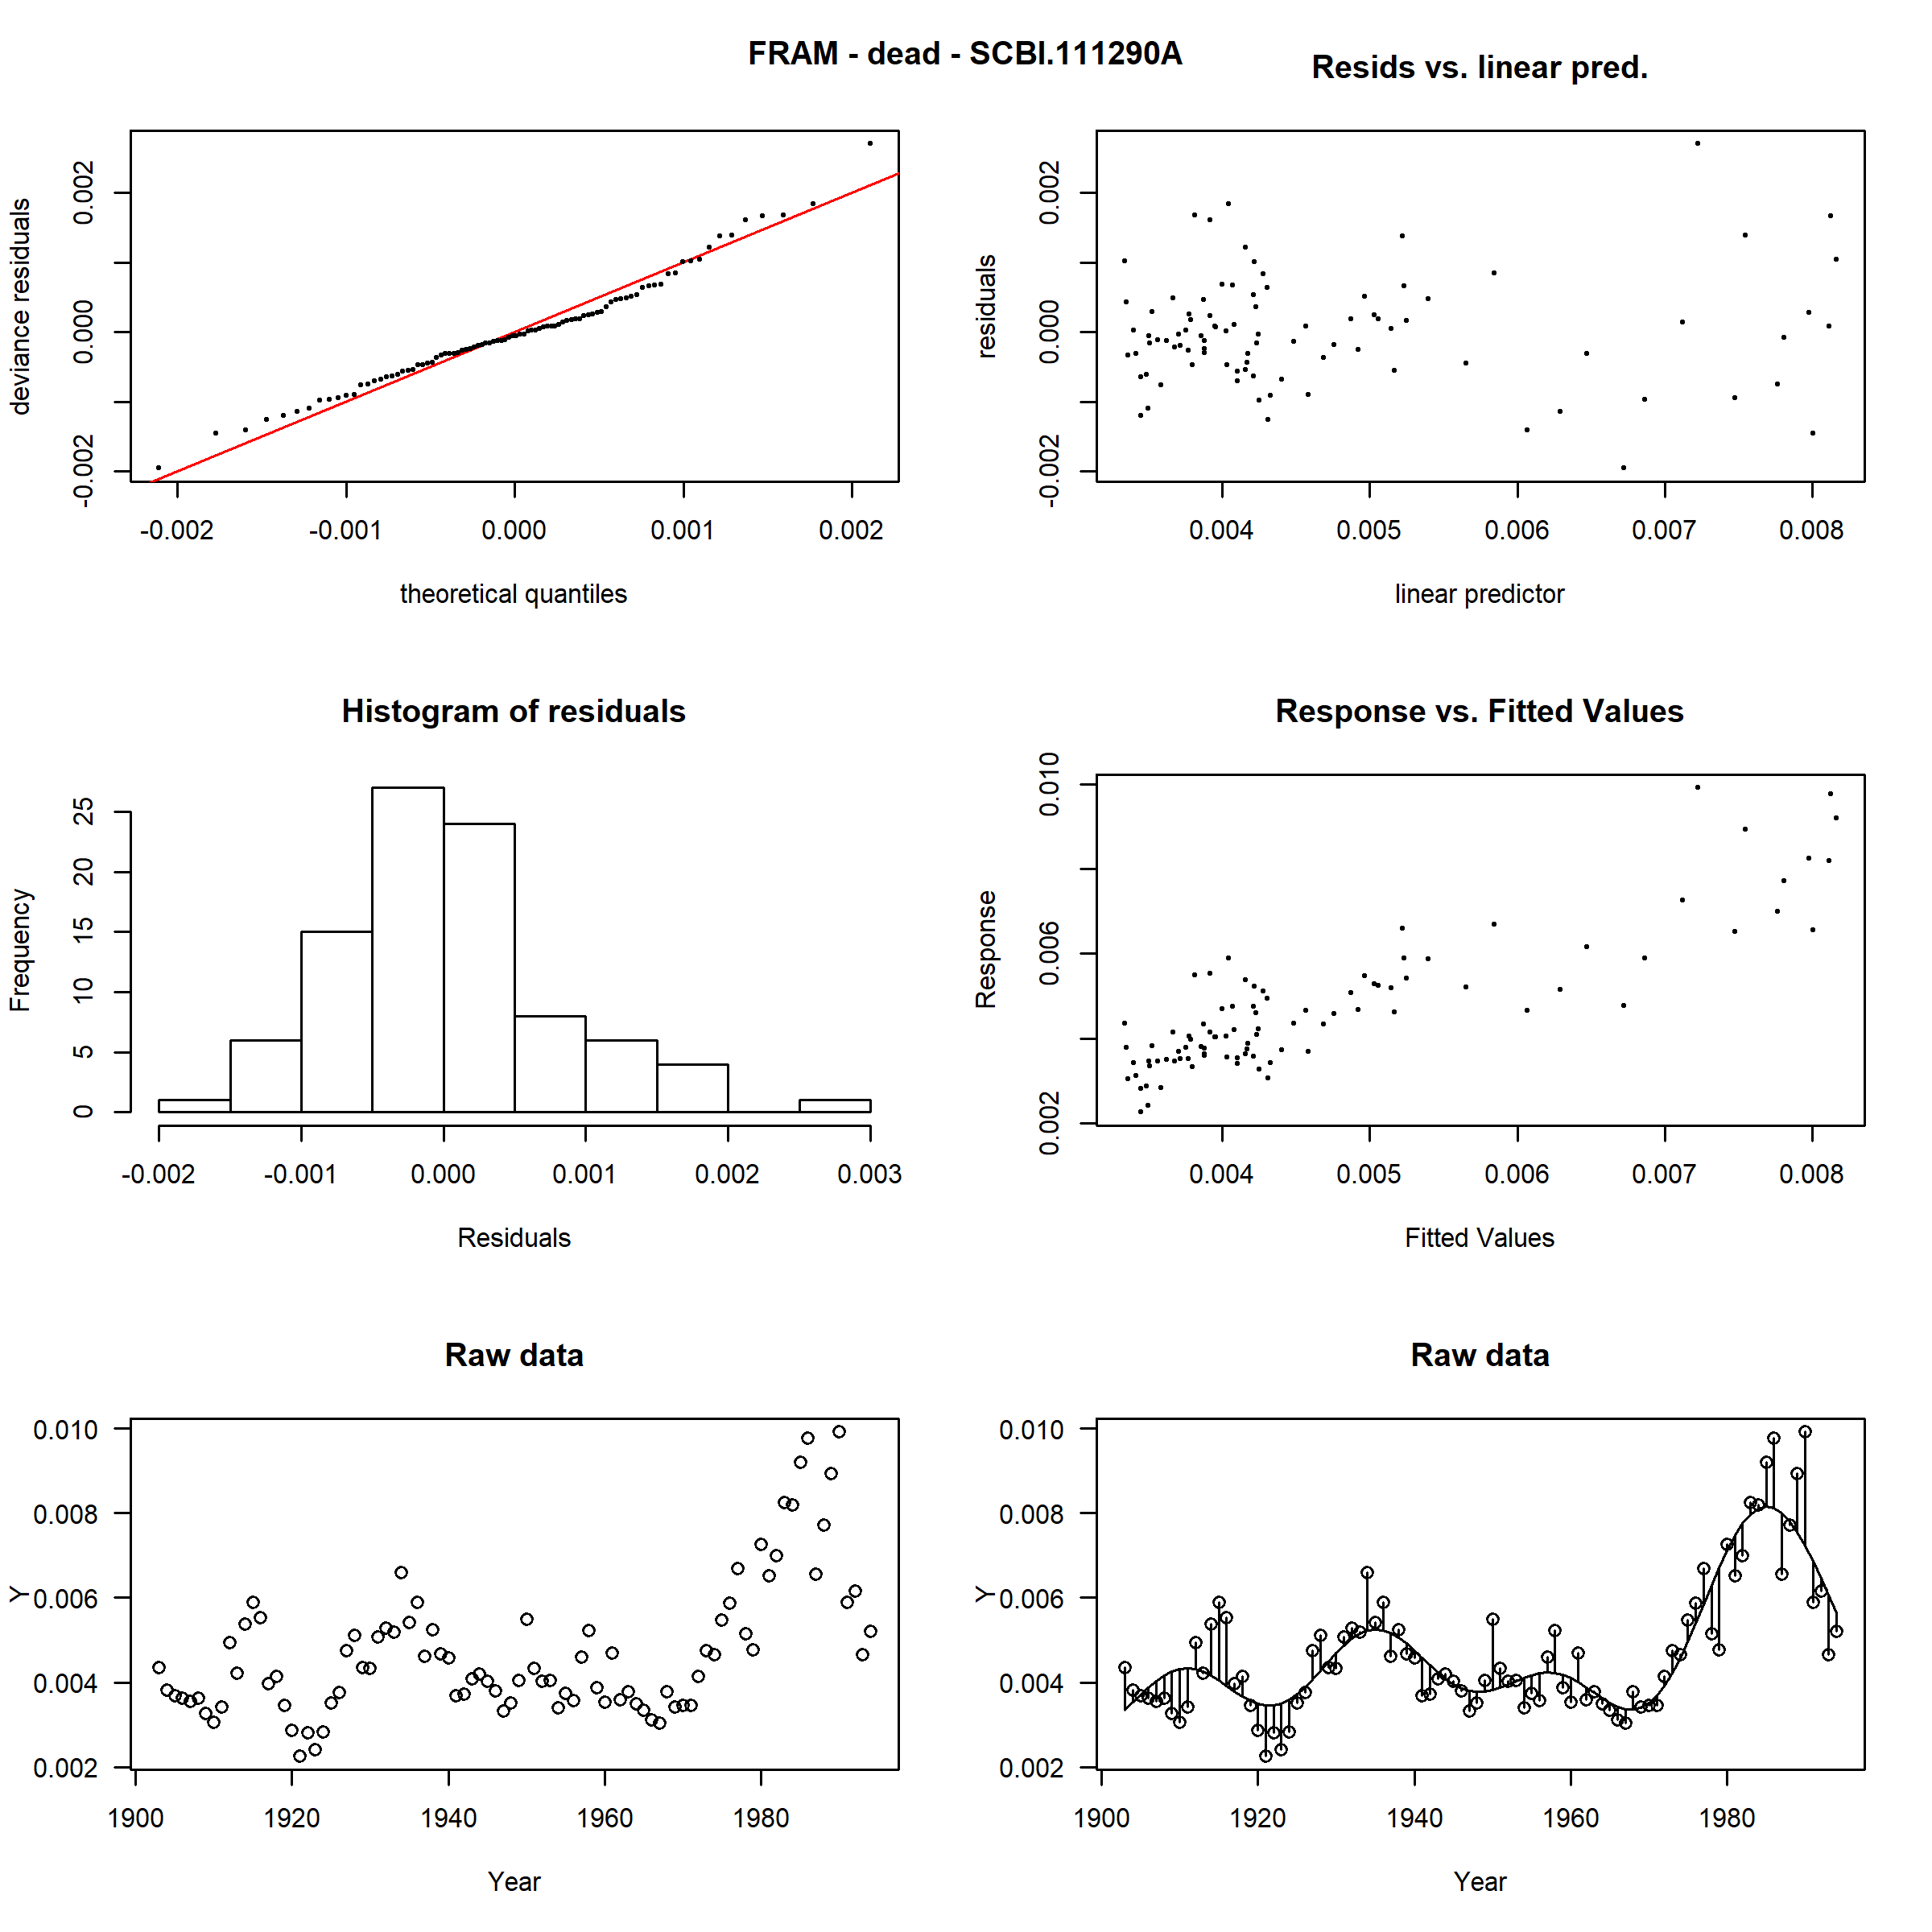 FRAM - dead - SCBI.111290A
Resids vs. linear pred.
deviance residuals
-0.002 0.000 0.002
-0.002 -0.001 0.000 0.001 0.002
theoretical quantiles
residuals
-0.002 0.000 0.002
0.004 0.005 0.006 0.007 0.008
linear predictor
Histogram of residuals
Frequency
0 5 10 15 20 25
-0.002 -0.001 0.000 0.001 0.002 0.003
Residuals
Response vs. Fitted Values
Response
0.002 0.006 0.010
0.004 0.005 0.006 0.007 0.008
Fitted Values
Raw data
Y
0.010
0.008
0.006
0.004
0.002
1900 1920 1940 1960 1980
Year
Raw data
Y
0.010
0.008
0.006
0.004
0.002
1900 1920 1940 1960 1980
Year